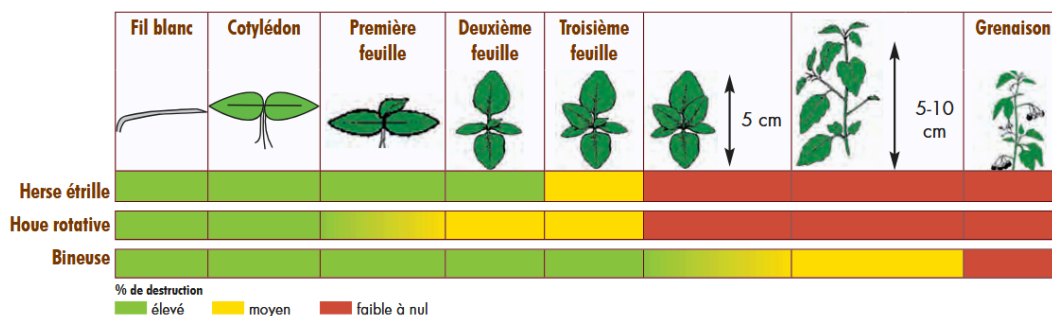 Fil blanc
Cotylédon
Première
feuille
Deuxième
feuille
Troisième
feuille
Grenaison
5 cm
5-10
cm
Herse étrille
Houe rotative
Bineuse
% de destruction
élevé
moyen
faible à nul